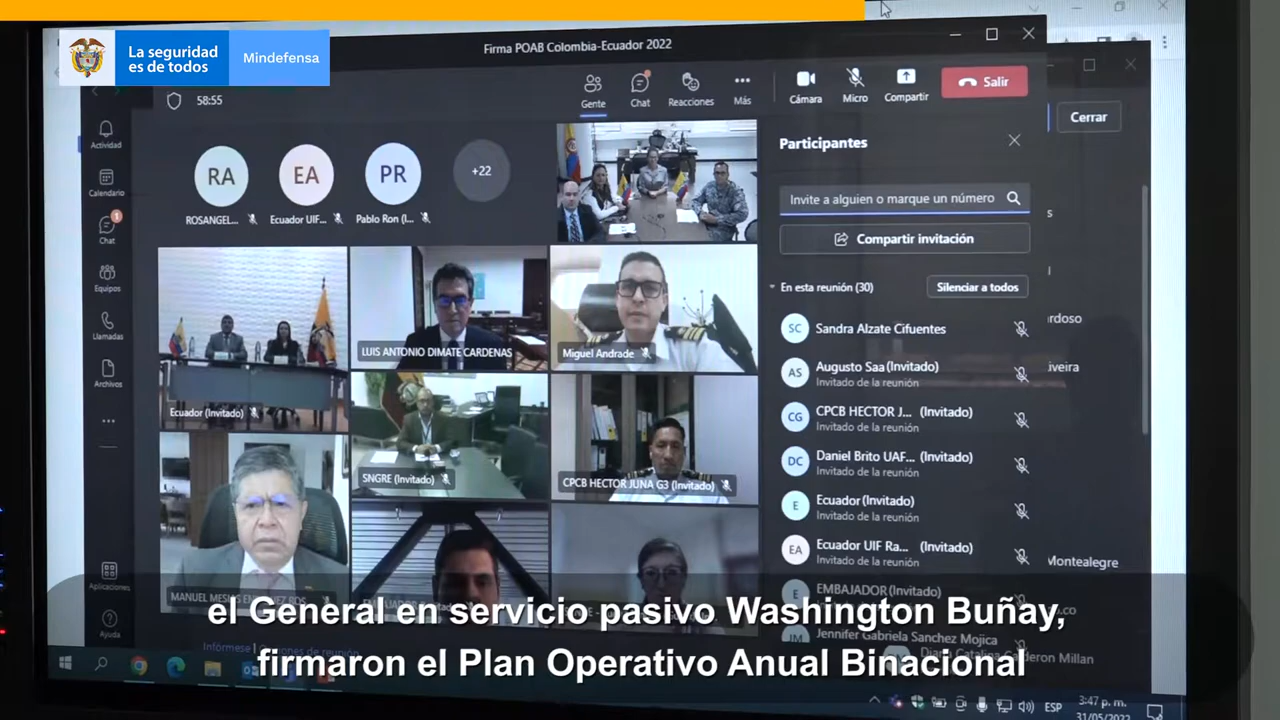 La seguridad
es de todos
Mindefensa
Firma POAB Colombia-Ecuador 2022
58:55
Gente
Chat
Reacciones
Más
Cámara
Micro
Compartir
Salir
Cerrar
Actividad
Calendario
1
Chat
Equipos
Llamadas
Archivos
Aplicaciones
Ayuda
RA
EA
PR
+22
ROSANGEL...
Ecuador UIF...
Pablo Ron (I...
Ecuador (Invitado)
LUIS ANTONIO DIMATE CARDENAS
Miguel Andrade
SNGRE (Invitado)
CPCB HECTOR JUNA G3 (Invitado)
Participantes
Invite a alguien o marque un número
Compartir invitación
En esta reunión (30)
Silenciar a todos
SC
Sandra Alzate Cifuentes
AS
Augusto Saa (Invitado)
Invitado de la reunión
CG
CPCB HECTOR J... (Invitado)
Invitado de la reunión
DC
Daniel Brito UAF... (Invitado)
Invitado de la reunión
E
Ecuador (Invitado)
Invitado de la reunión
EA
Ecuador UIF Ra... (Invitado)
Invitado de la reunión
E
EMBAJADOR (Invitado)
JM
Jennifer Gabriela Sanchez Mojica
Montealegre
el General en servicio pasivo Washington Buñay,
firmaron el Plan Operativo Anual Binacional
ESP
3:47 p. m.
31/05/2022